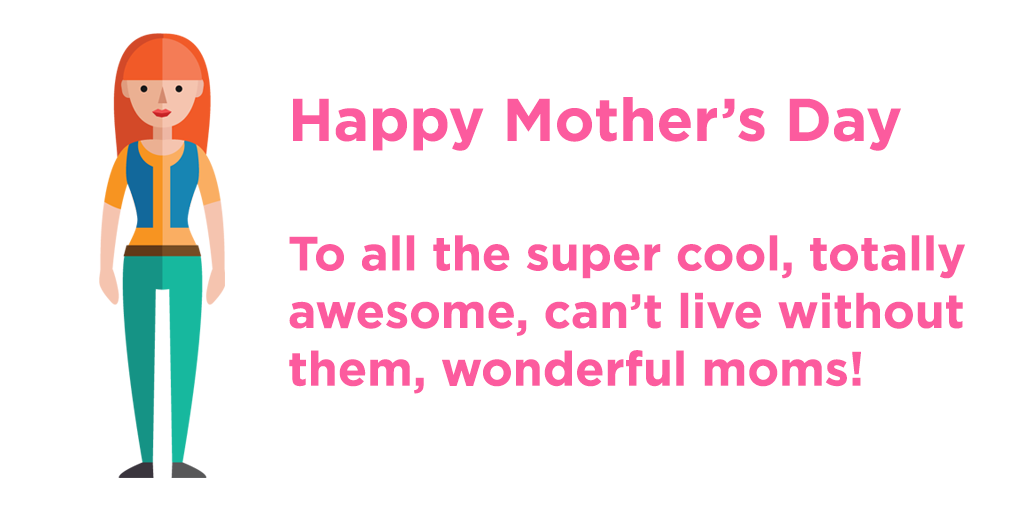 Happy Mother’s Day
To all the super cool, totally
awesome, can’t live without
them, wonderful moms!